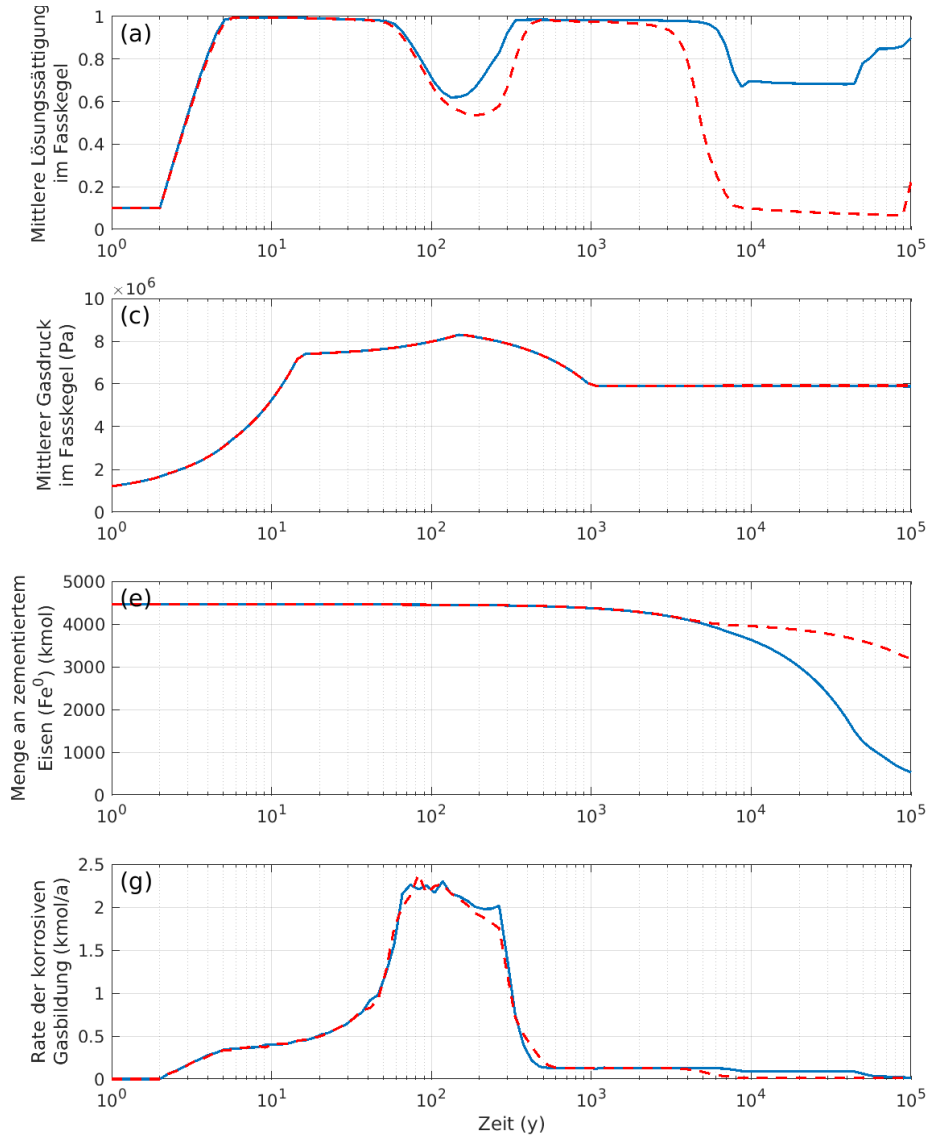 (a)
Mittlere Lösungssättigung
im Fasskegel
1
0.8
0.6
0.4
0.2
0
10^0 10^1 10^2 10^3 10^4 10^5
×10^6
(c)
Mittlerer Gasdruck
im Fasskegel (Pa)
10
8
6
4
2
0
10^0 10^1 10^2 10^3 10^4 10^5
(e)
Menge an zementiertem
Eisen (Fe^0) (kmol)
5000
4000
3000
2000
1000
0
10^0 10^1 10^2 10^3 10^4 10^5
(g)
Rate der korrosiven
Gasbildung (kmol/a)
2.5
2
1.5
1
0.5
0
10^0 10^1 10^2 10^3 10^4 10^5
Zeit (y)